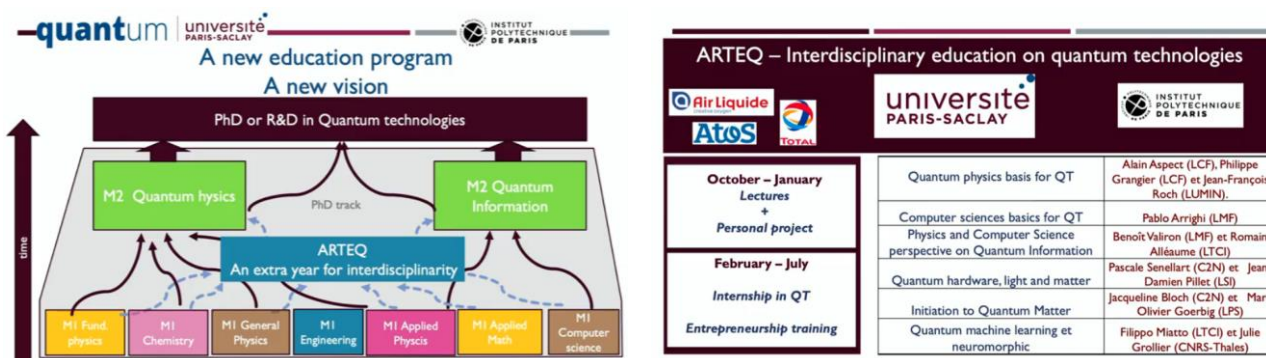 quantum
université
PARIS-SACLAY
INSTITUT
POLYTECHNIQUE
DE PARIS
A new education program
A new vision
PhD or R&D in Quantum technologies
time
M2 Quantum hysics
M2 Quantum
Information
PhD track
ARTEQ
An extra year for interdisciplinarity
M1 Fund.
physics
M1
Chemistry
M1 General
Physics
M1
Engineering
M1 Applied
Physcis
M1 Applied
Math
M1
Computer
science
ARTEQ – Interdisciplinary education on quantum technologies
Air Liquide
Atos
TOTAL
université
PARIS-SACLAY
INSTITUT
POLYTECHNIQUE
DE PARIS
October – January
Lectures
+
Personal project
February – July
Internship in QT
Entrepreneurship training
Quantum physics basis for QT
Alain Aspect (LCF), Philippe
Grangier (LCF) et Jean-François
Roch (LUMIN).
Computer sciences basics for QT
Pablo Arrighi (LMF)
Physics and Computer Science
perspective on Quantum Information
Benoît Valiron (LMF) et Romain
Alléaume (LTCI)
Quantum hardware, light and matter
Pascale Senellart (C2N) et Jean
Damien Pillet (LSI)
Initiation to Quantum Matter
Jacqueline Bloch (C2N) et Mar
Olivier Goerbig (LPS)
Quantum machine learning et
neuromorphic
Filippo Miatto (LTCI) et Julie
Grollier (CNRS-Thales)